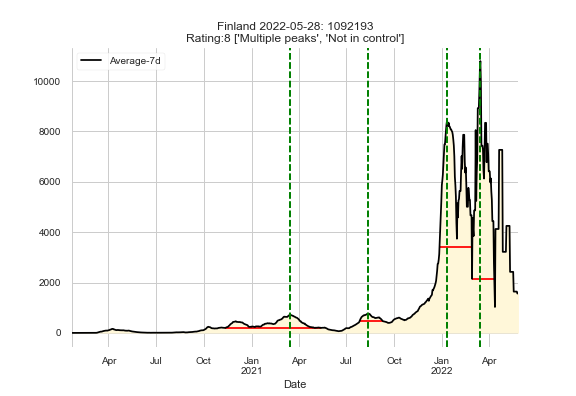 Finland 2022-05-28: 1092193
Rating:8 ['Multiple peaks', 'Not in control']
Average-7d
10000
8000
6000
4000
2000
0
Apr Jul Oct Jan Apr Jul Oct Jan Apr
2021 2022
Date